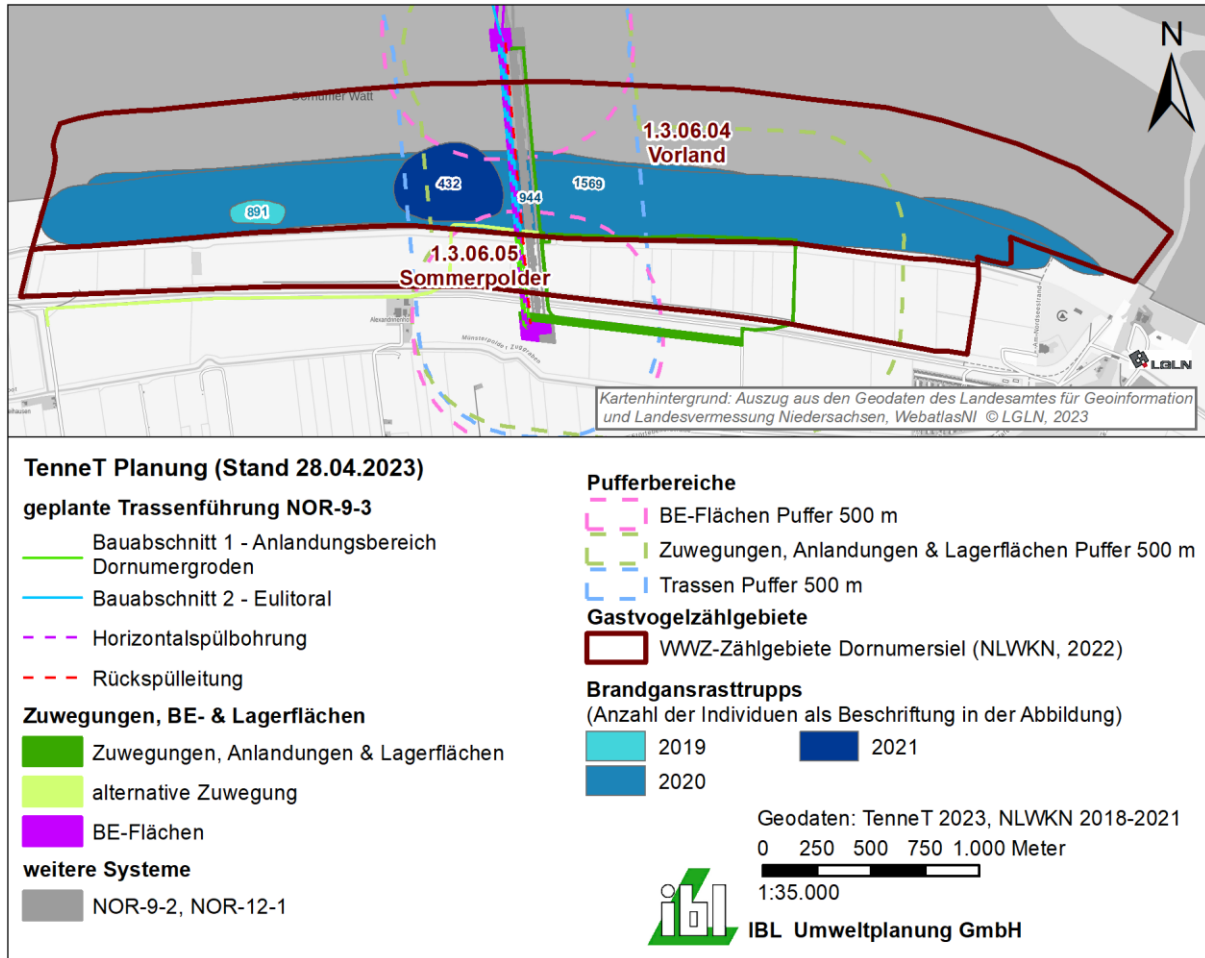 N
Dornumer Watt
1.3.06.04
Vorland
432
1569
944
891
1.3.06.05
Sommerpolder
Alexandrinenhof
Münsterpolder Zuggraben
Am Nordseestrand
LGLN
Kartenhintergrund: Auszug aus den Geodaten des Landesamtes für Geoinformation
und Landesvermessung Niedersachsen, WebatlasNI © LGLN, 2023
TenneT Planung (Stand 28.04.2023)
geplante Trassenführung NOR-9-3
Bauabschnitt 1 - Anlandungsbereich
Dornumergroden
Bauabschnitt 2 - Eulitoral
Horizontalspülbohrung
Rückspülleitung
Zuwegungen, BE- & Lagerflächen
Zuwegungen, Anlandungen & Lagerflächen
alternative Zuwegung
BE-Flächen
weitere Systeme
NOR-9-2, NOR-12-1
Pufferbereiche
BE-Flächen Puffer 500 m
Zuwegungen, Anlandungen & Lagerflächen Puffer 500 m
Trassen Puffer 500 m
Gastvogelzählgebiete
WWZ-Zählgebiete Dornumersiel (NLWKN, 2022)
Brandgansrasttrupps
(Anzahl der Individuen als Beschriftung in der Abbildung)
2019
2021
2020
Geodaten: TenneT 2023, NLWKN 2018-2021
0 250 500 750 1.000 Meter
1:35.000
ibl
IBL Umweltplanung GmbH